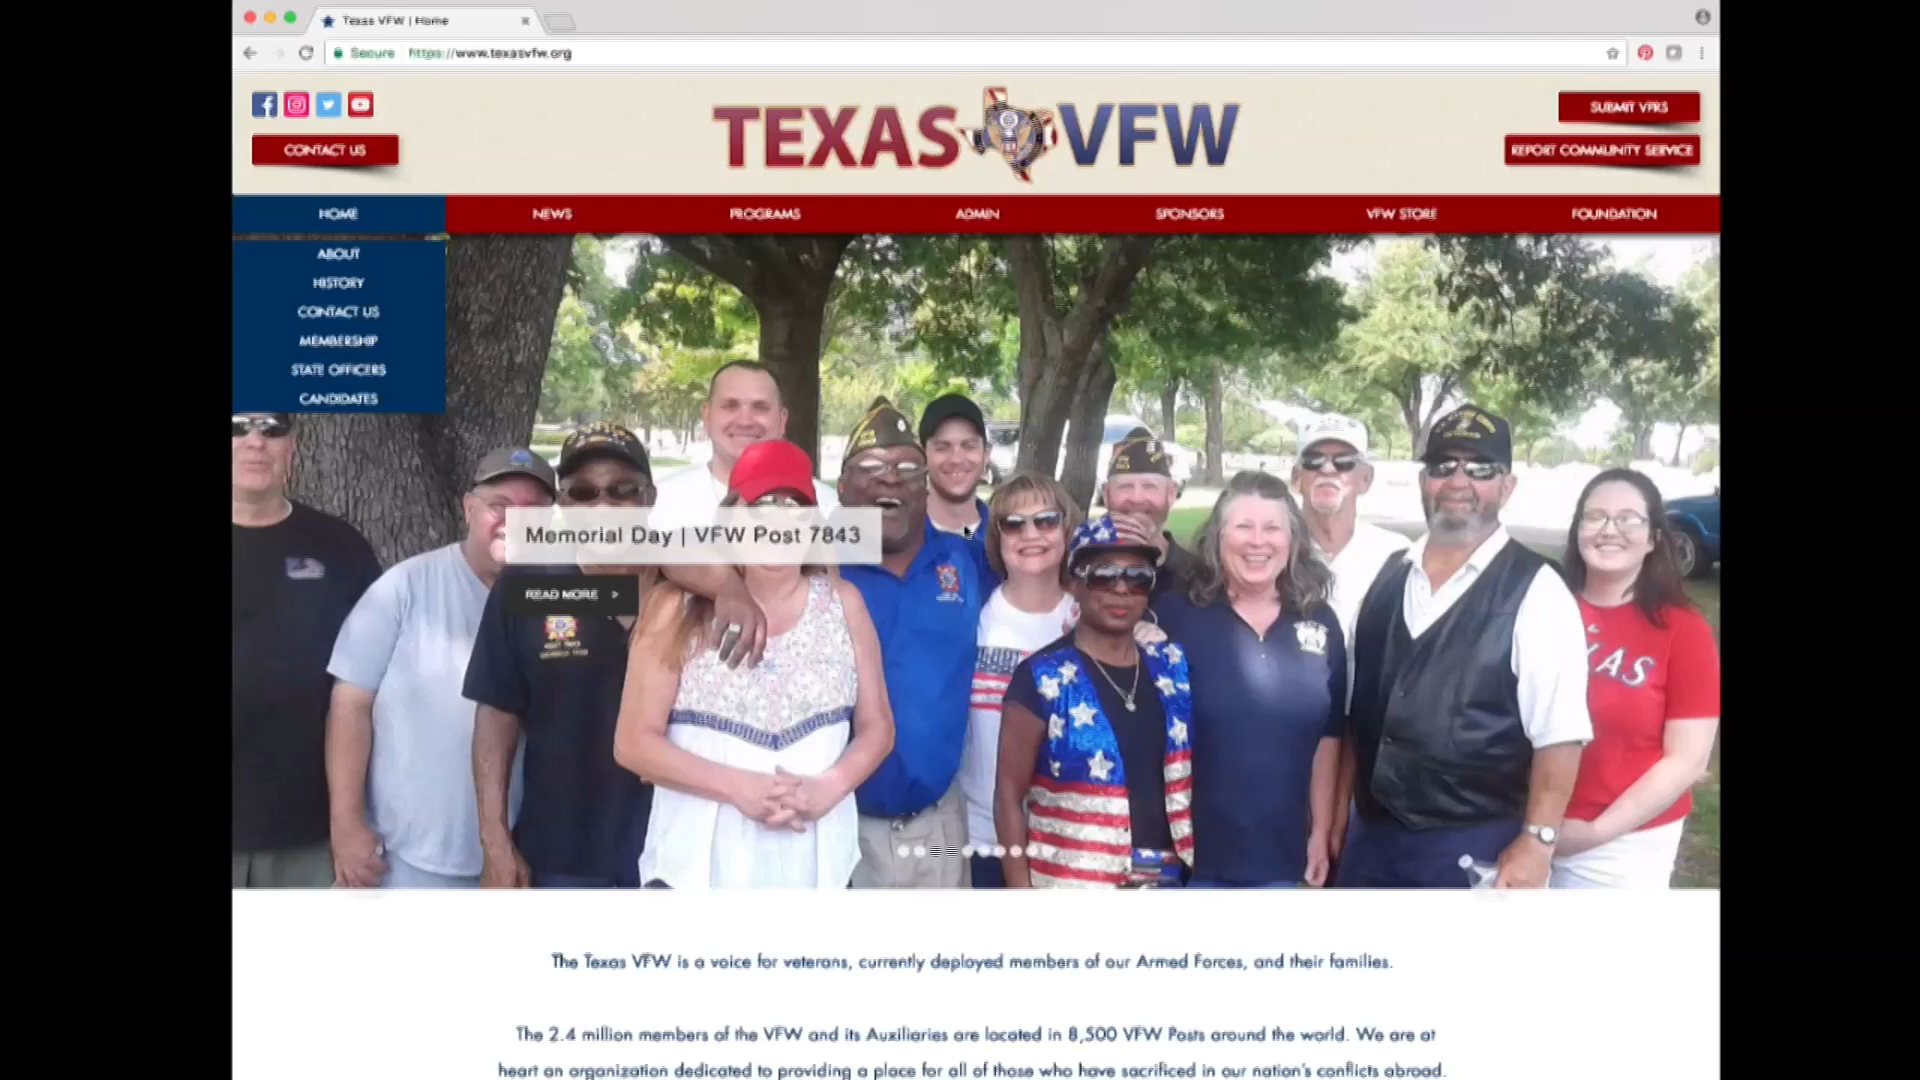 Texas VFW | Home
Secure https://www.texasvfw.org
CONTACT US
TEXAS VFW
SUBMIT VFRS
REPORT COMMUNITY SERVICE
HOME NEWS PROGRAMS ADMIN SPONSORS VFW STORE FOUNDATION
ABOUT
HISTORY
CONTACT US
MEMBERSHIP
STATE OFFICERS
CANDIDATES
Memorial Day | VFW Post 7843
READ MORE
The Texas VFW is a voice for veterans, currently deployed members of our Armed Forces, and their families.
The 2.4 million members of the VFW and its Auxiliaries are located in 8,500 VFW Posts around the world. We are at
heart an organization dedicated to providing a place for all of those who have sacrificed in our nation's conflicts abroad.